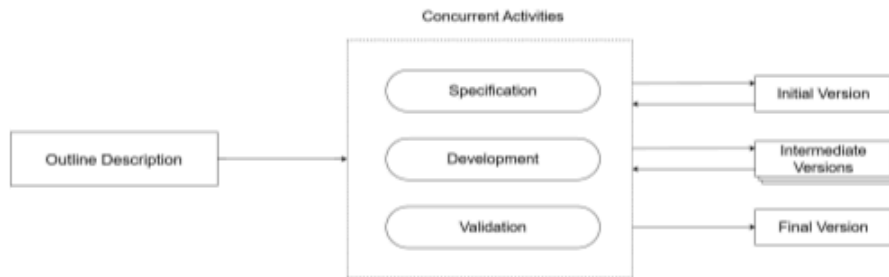 Concurrent Activities
Specification
Initial Version
Outline Description
Development
Intermediate
Versions
Validation
Final Version